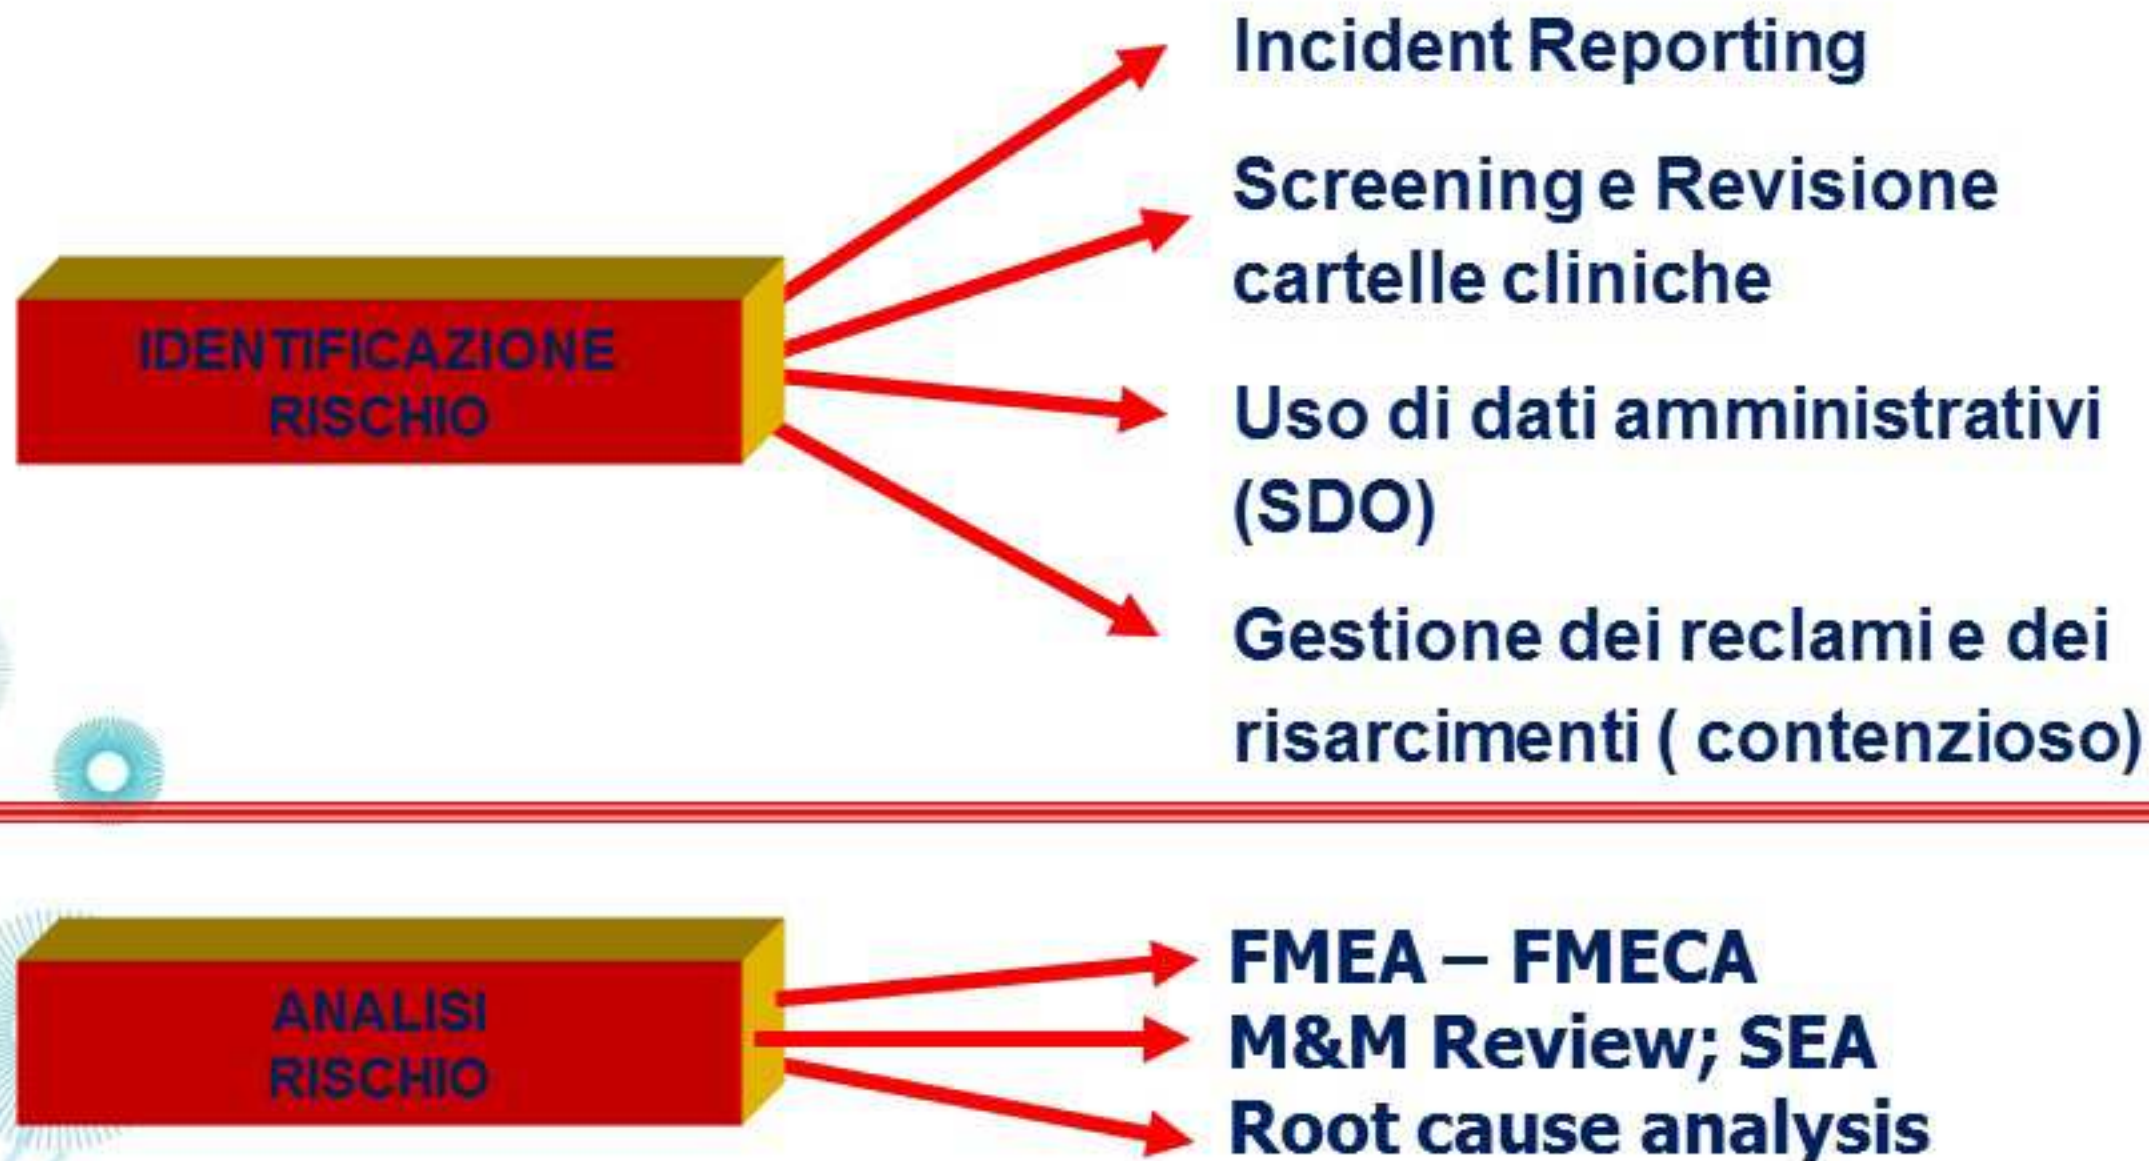 IDENTIFICAZIONE
RISCHIO
Incident Reporting
Screening e Revisione
cartelle cliniche
Uso di dati amministrativi
(SDO)
Gestione dei reclami e dei
risarcimenti ( contenzioso)
ANALISI
RISCHIO
FMEA – FMECA
M&M Review; SEA
Root cause analysis